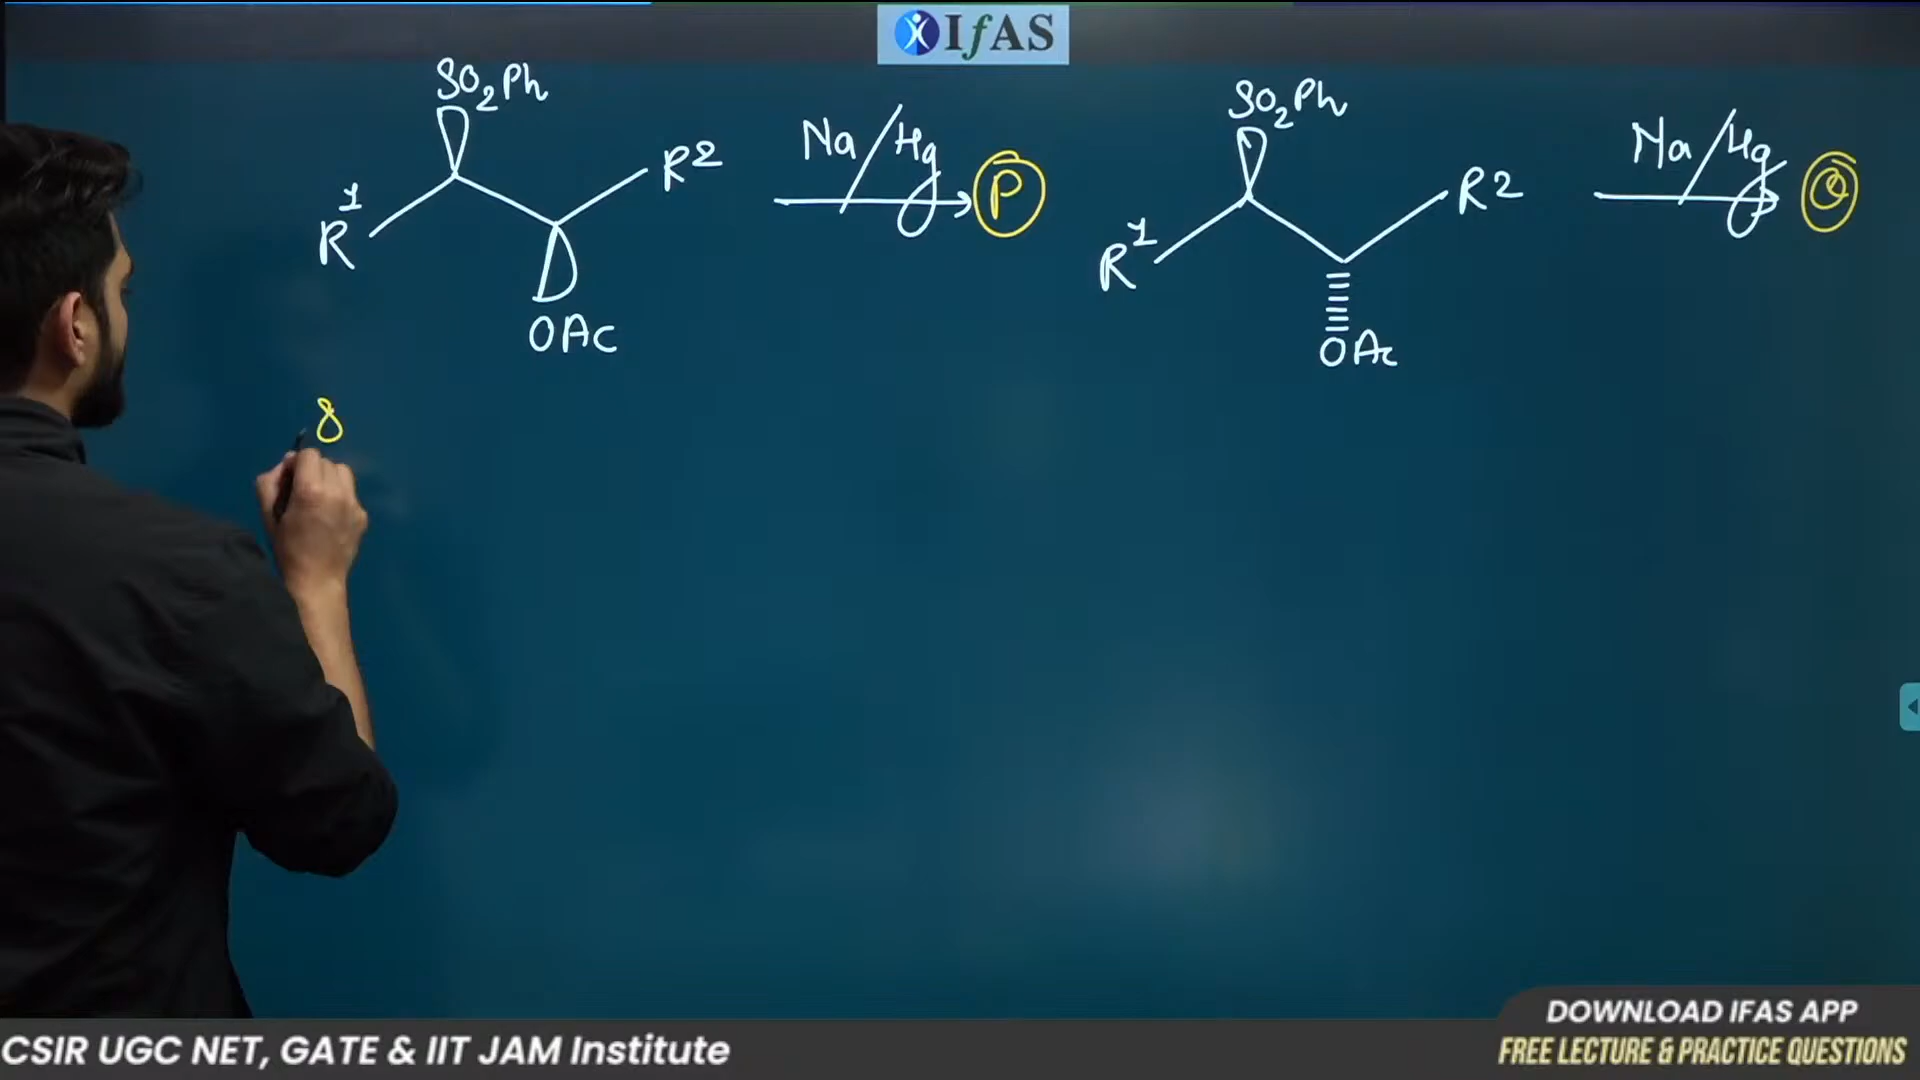 IfAS
SO2Ph
R1
R2
OAc
Na/Hg
P
SO2Ph
R1
R2
OAc
Na/Hg
Q
8
DOWNLOAD IFAS APP
CSIR UGC NET, GATE & IIT JAM Institute
FREE LECTURE & PRACTICE QUESTIONS